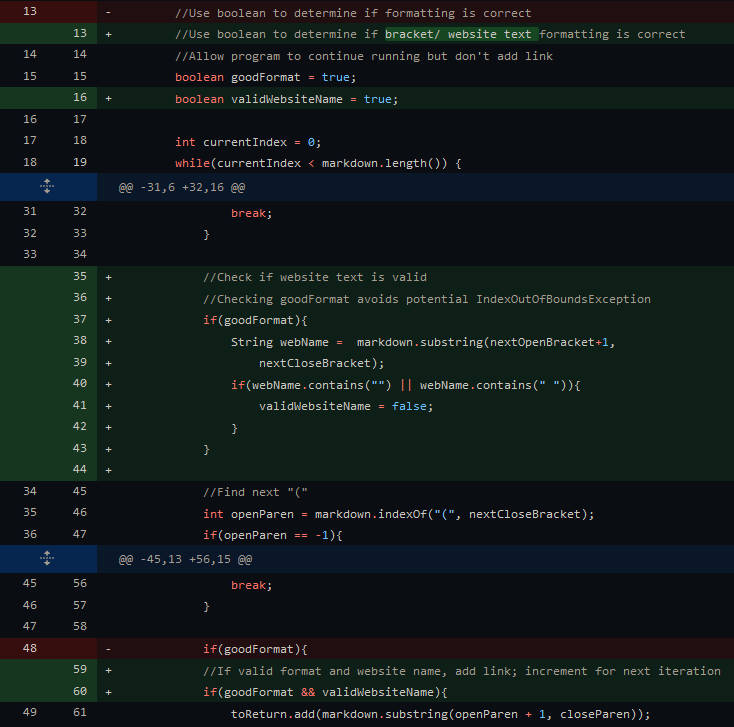 13 - //Use boolean to determine if formatting is correct
13 + //Use boolean to determine if bracket/ website text formatting is correct
14 14 //Allow program to continue running but don't add link
15 15 boolean goodFormat = true;
16 + boolean validWebsiteName = true;
16 17
17 18 int currentIndex = 0;
18 19 while(currentIndex < markdown.length()) {
@@ -31,6 +32,16 @@
31 32 break;
32 33 }
33 34
35 + //Check if website text is valid
36 + //Checking goodFormat avoids potential IndexOutOfBoundsException
37 + if(goodFormat){
38 + String webName =  markdown.substring(nextOpenBracket+1,
39 + nextCloseBracket);
40 + if(webName.contains("") || webName.contains(" ")){
41 + validWebsiteName = false;
42 + }
43 + }
44 +
34 45 //Find next "("
35 46 int openParen = markdown.indexOf("(", nextCloseBracket);
36 47 if(openParen == -1){
@@ -45,13 +56,15 @@
45 56 break;
46 57 }
47 58
48 - if(goodFormat){
59 + //If valid format and website name, add link; increment for next iteration
60 + if(goodFormat && validWebsiteName){
49 61 toReturn.add(markdown.substring(openParen + 1, closeParen));